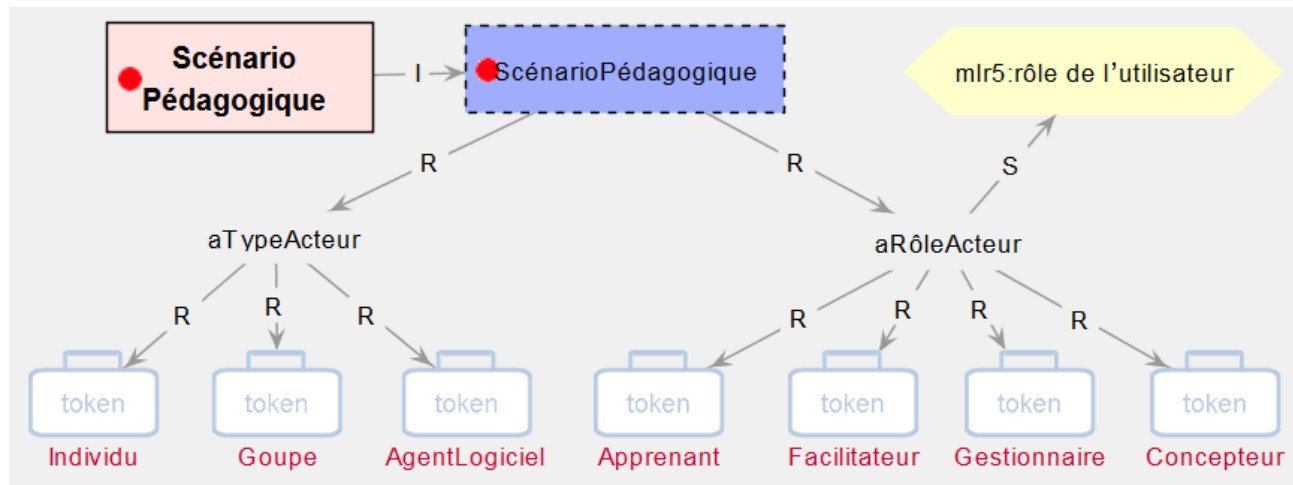 Scénario
Pédagogique
I
ScénarioPédagogique
mlr5:rôle de l'utilisateur
R
R
S
aTypeActeur
aRôleActeur
R
R
R
R
R
R
R
token
token
token
token
token
token
token
Individu
Goupe
AgentLogiciel
Apprenant
Facilitateur
Gestionnaire
Concepteur